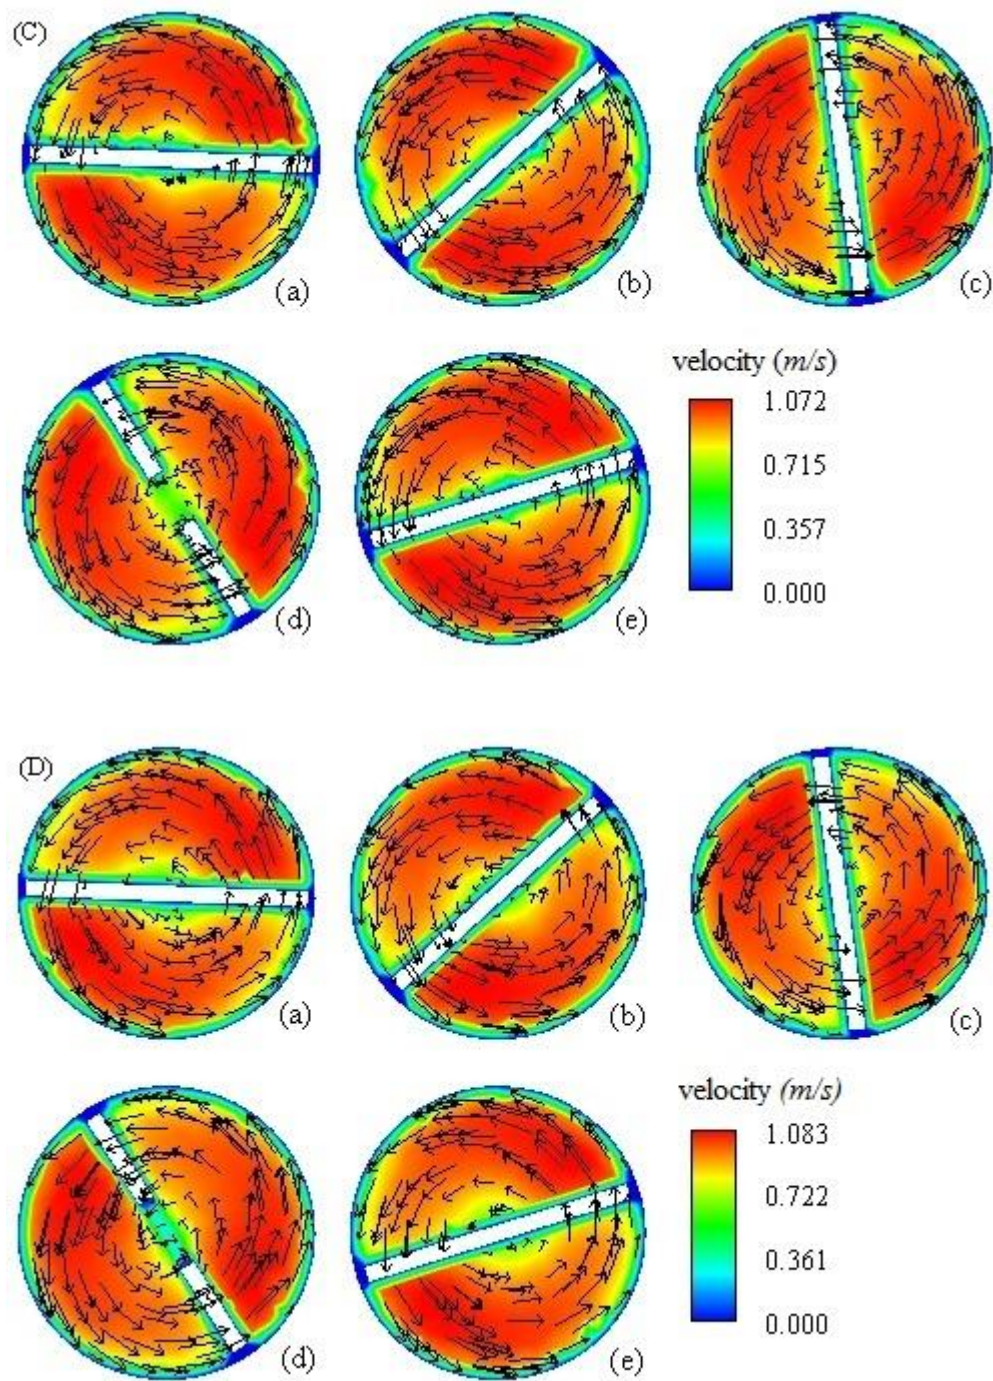 (C)
(a)
(b)
(c)
(d)
(e)
velocity (m/s)
1.072
0.715
0.357
0.000
(D)
(a)
(b)
(c)
(d)
(e)
velocity (m/s)
1.083
0.722
0.361
0.000